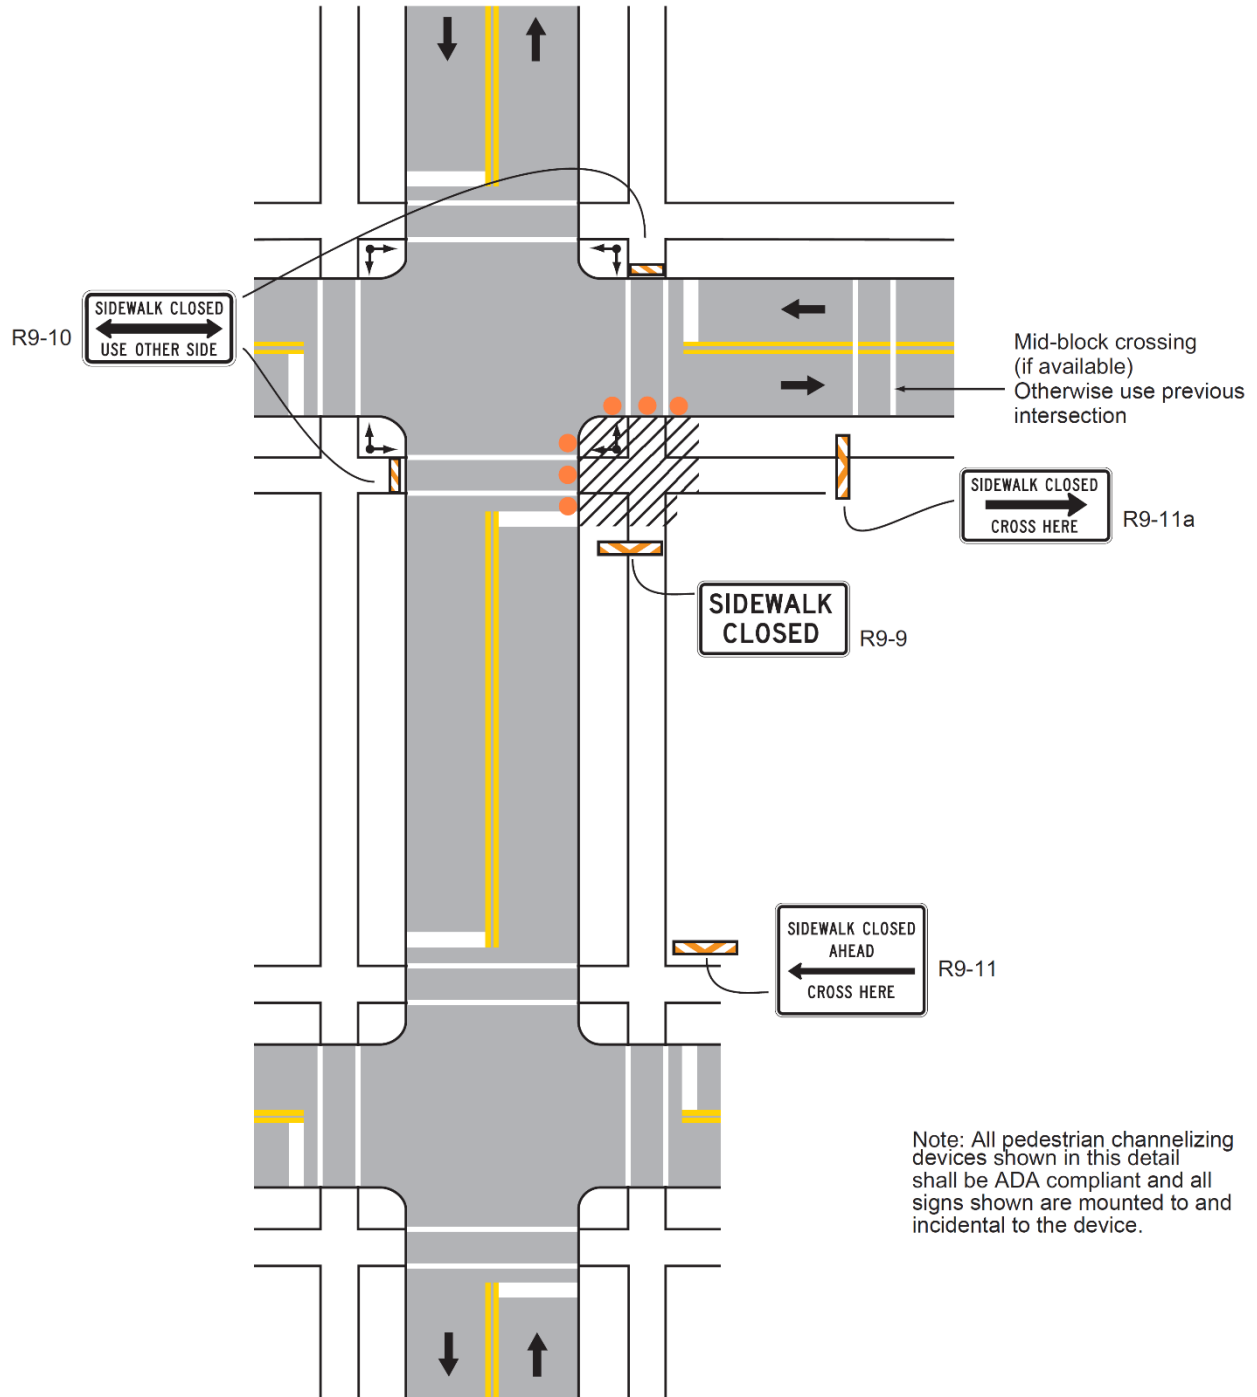 SIDEWALK CLOSED
USE OTHER SIDE
R9-10
Mid-block crossing
(if available)
Otherwise use previous
intersection
SIDEWALK CLOSED
CROSS HERE
R9-11a
SIDEWALK
CLOSED
R9-9
SIDEWALK CLOSED
AHEAD
CROSS HERE
R9-11
Note: All pedestrian channelizing
devices shown in this detail
shall be ADA compliant and all
signs shown are mounted to and
incidental to the device.